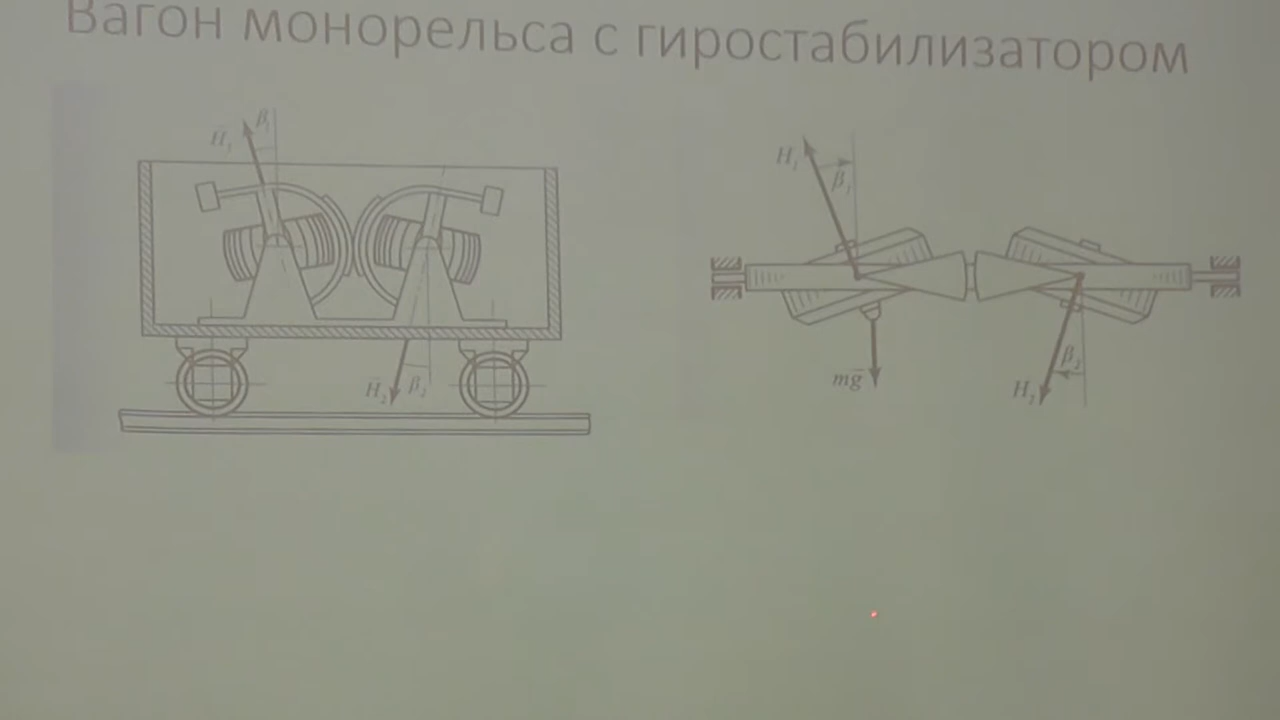 Вагон монорельса с гиростабилизатором
β₁
H₁
H₂
β₂
H₁
β₁
mg
β₂
H₂